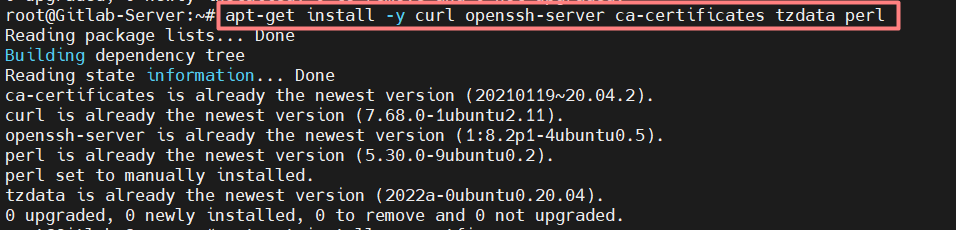 root@Gitlab-Server:~# apt-get install -y curl openssh-server ca-certificates tzdata perl
Reading package lists... Done
Building dependency tree
Reading state information... Done
ca-certificates is already the newest version (20210119~20.04.2).
curl is already the newest version (7.68.0-1ubuntu2.11).
openssh-server is already the newest version (1:8.2p1-4ubuntu0.5).
perl is already the newest version (5.30.0-9ubuntu0.2).
perl set to manually installed.
tzdata is already the newest version (2022a-0ubuntu0.20.04).
0 upgraded, 0 newly installed, 0 to remove and 0 not upgraded.